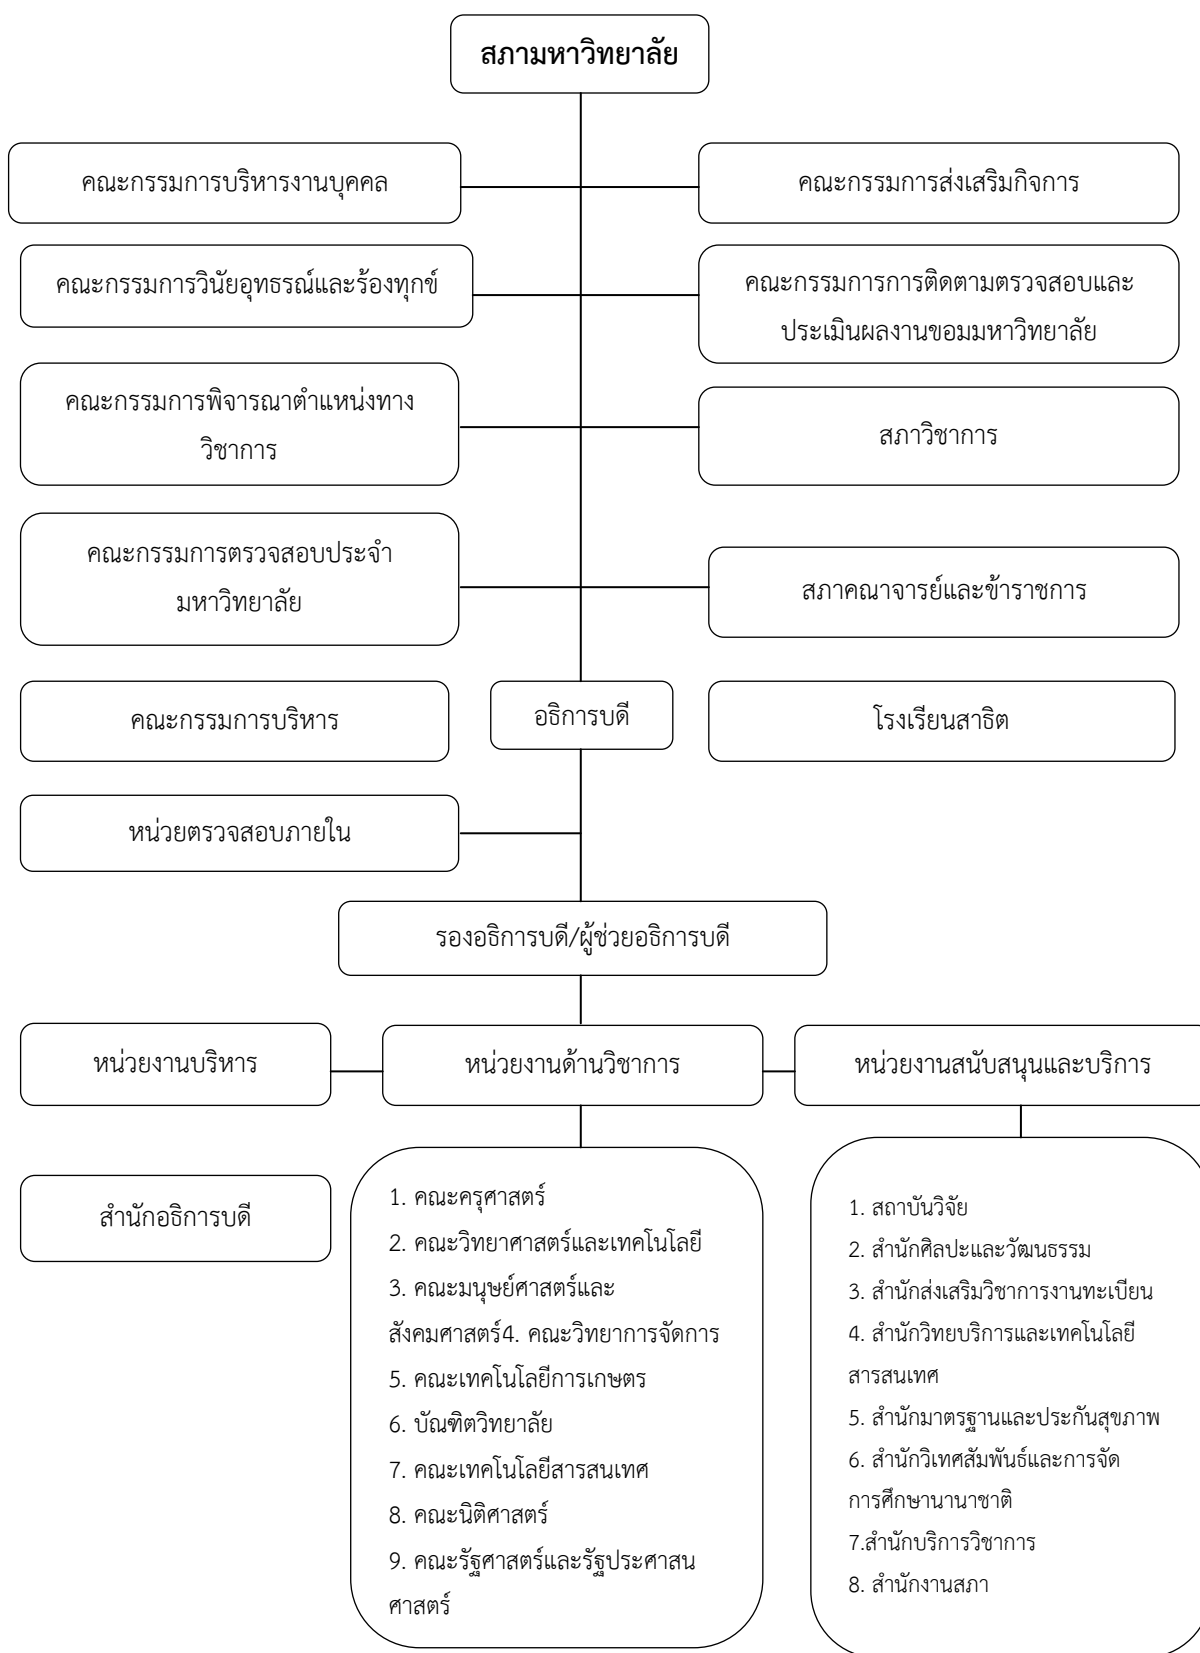 สภามหาวิทยาลัย
คณะกรรมการบริหารงานบุคคล
คณะกรรมการส่งเสริมกิจการ
คณะกรรมการวินัยอุทธรณ์และร้องทุกข์
คณะกรรมการการติดตามตรวจสอบและ
ประเมินผลงานขอมมหาวิทยาลัย
คณะกรรมการพิจารณาตำแหน่งทาง
วิชาการ
สภาวิชาการ
คณะกรรมการตรวจสอบประจำ
มหาวิทยาลัย
สภาคณาจารย์และข้าราชการ
คณะกรรมการบริหาร
อธิการบดี
โรงเรียนสาธิต
หน่วยตรวจสอบภายใน
รองอธิการบดี/ผู้ช่วยอธิการบดี
หน่วยงานบริหาร
หน่วยงานด้านวิชาการ
หน่วยงานสนับสนุนและบริการ
สำนักอธิการบดี
1. คณะครุศาสตร์
2. คณะวิทยาศาสตร์และเทคโนโลยี
3. คณะมนุษย์ศาสตร์และ
สังคมศาสตร์4. คณะวิทยาการจัดการ
5. คณะเทคโนโลยีการเกษตร
6. บัณฑิตวิทยาลัย
7. คณะเทคโนโลยีสารสนเทศ
8. คณะนิติศาสตร์
9. คณะรัฐศาสตร์และรัฐประศาสน
ศาสตร์
1. สถาบันวิจัย
2. สำนักศิลปะและวัฒนธรรม
3. สำนักส่งเสริมวิชาการงานทะเบียน
4. สำนักวิทยบริการและเทคโนโลยี
สารสนเทศ
5. สำนักมาตรฐานและประกันสุขภาพ
6. สำนักวิเทศสัมพันธ์และการจัด
การศึกษานานาชาติ
7.สำนักบริการวิชาการ
8. สำนักงานสภา